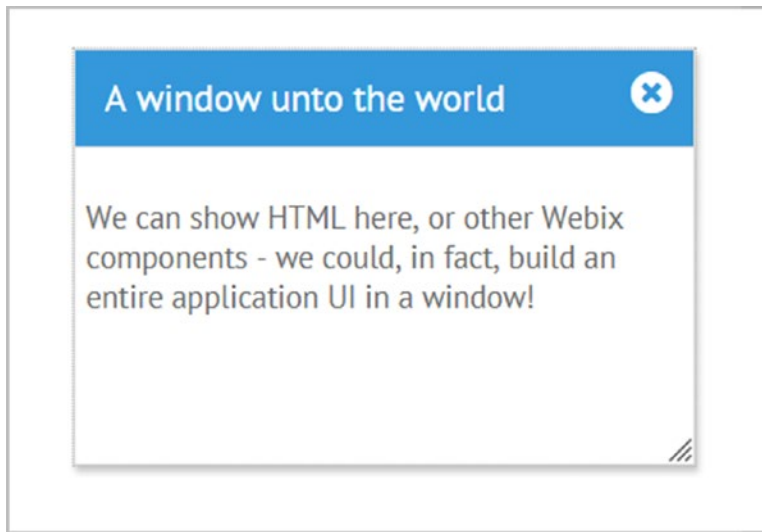 A window unto the world
We can show HTML here, or other Webix
components - we could, in fact, build an
entire application UI in a window!